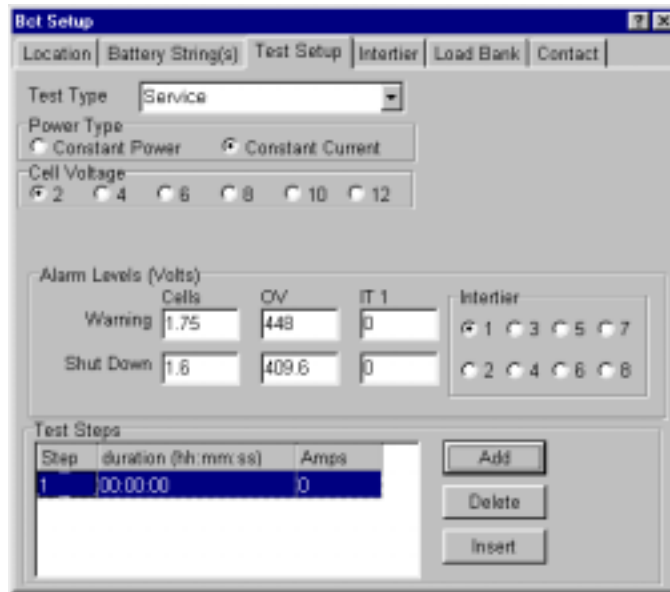 Bct Setup
Location Battery String(s) Test Setup Intertier Load Bank Contact
Test Type Service
Power Type
Constant Power Constant Current
Cell Voltage
2 4 6 8 10 12
Alarm Levels (Volts)
Cells OV IT 1 Intertier
Warning 1.75 448 0 1 3 5 7
Shut Down 1.6 409.6 0 2 4 6 8
Test Steps
Step duration (hh:mm:ss) Amps
1 00:00:00 0
Add
Delete
Insert